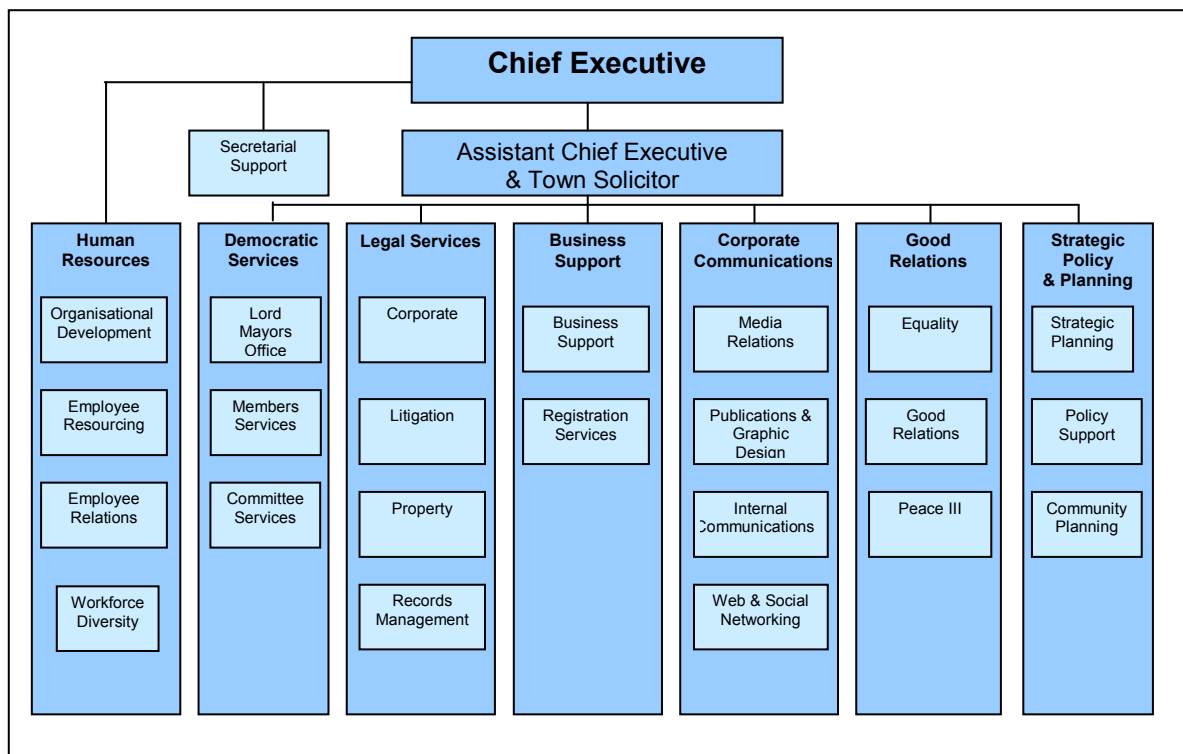 Chief Executive
Secretarial
Support
Assistant Chief Executive
& Town Solicitor
Human
Resources
Organisational
Development
Employee
Resourcing
Employee
Relations
Workforce
Diversity
Democratic
Services
Lord
Mayors
Office
Members
Services
Committee
Services
Legal Services
Corporate
Litigation
Property
Records
Management
Business
Support
Business
Support
Registration
Services
Corporate
Communications
Media
Relations
Publications &
Graphic
Design
Internal
Communications
Web & Social
Networking
Good
Relations
Equality
Good
Relations
Peace III
Strategic
Policy
& Planning
Strategic
Planning
Policy
Support
Community
Planning